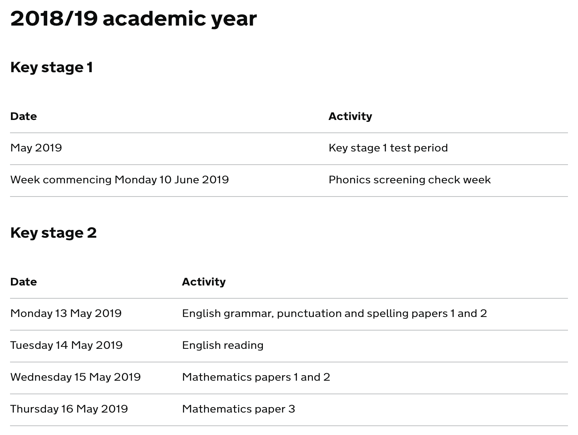 2018/19 academic year
Key stage 1
Date Activity
May 2019 Key stage 1 test period
Week commencing Monday 10 June 2019 Phonics screening check week
Key stage 2
Date Activity
Monday 13 May 2019 English grammar, punctuation and spelling papers 1 and 2
Tuesday 14 May 2019 English reading
Wednesday 15 May 2019 Mathematics papers 1 and 2
Thursday 16 May 2019 Mathematics paper 3